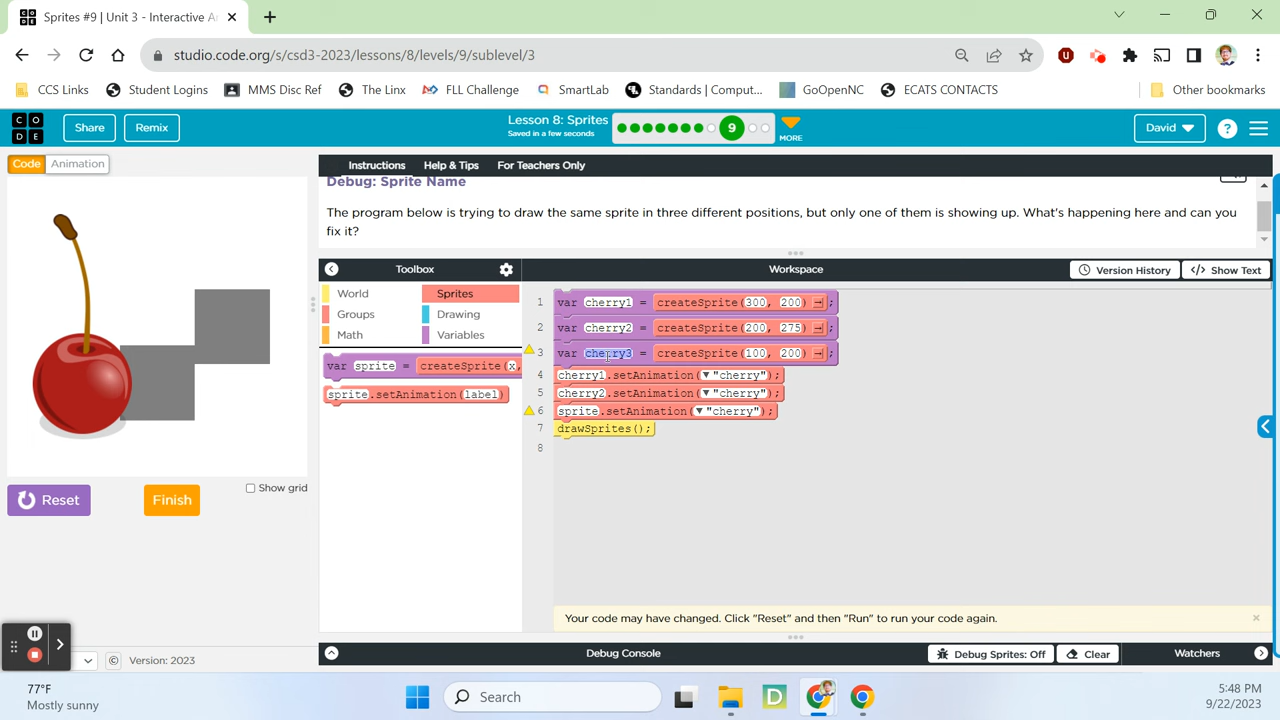 Sprites #9 | Unit 3 - Interactive An
studio.code.org/s/csd3-2023/lessons/8/levels/9/sublevel/3
CCS Links
Student Logins
MMS Disc Ref
The Linx
FLL Challenge
SmartLab
Standards | Comput...
GoOpenNC
ECATS CONTACTS
Other bookmarks
C O
D E
Share
Remix
Lesson 8: Sprites
Saved in a few seconds
9
MORE
David
?
Code
Animation
Instructions
Help & Tips
For Teachers Only
Debug: Sprite Name
The program below is trying to draw the same sprite in three different positions, but only one of them is showing up. What's happening here and can you
fix it?
Toolbox
Workspace
Version History
</> Show Text
World
Sprites
Groups
Drawing
Math
Variables
var sprite = createSprite(x,
sprite.setAnimation(label)
1 var cherry1 = createSprite(300, 200);
2 var cherry2 = createSprite(200, 275);
3 var cherry3 = createSprite(100, 200);
4 cherry1.setAnimation("cherry");
5 cherry2.setAnimation("cherry");
6 sprite.setAnimation("cherry");
7 drawSprites();
8
Reset
Finish
Show grid
Your code may have changed. Click "Reset" and then "Run" to run your code again.
Debug Console
Debug Sprites: Off
Clear
Watchers
© Version: 2023
77°F
Mostly sunny
Search
D
5:48 PM
9/22/2023